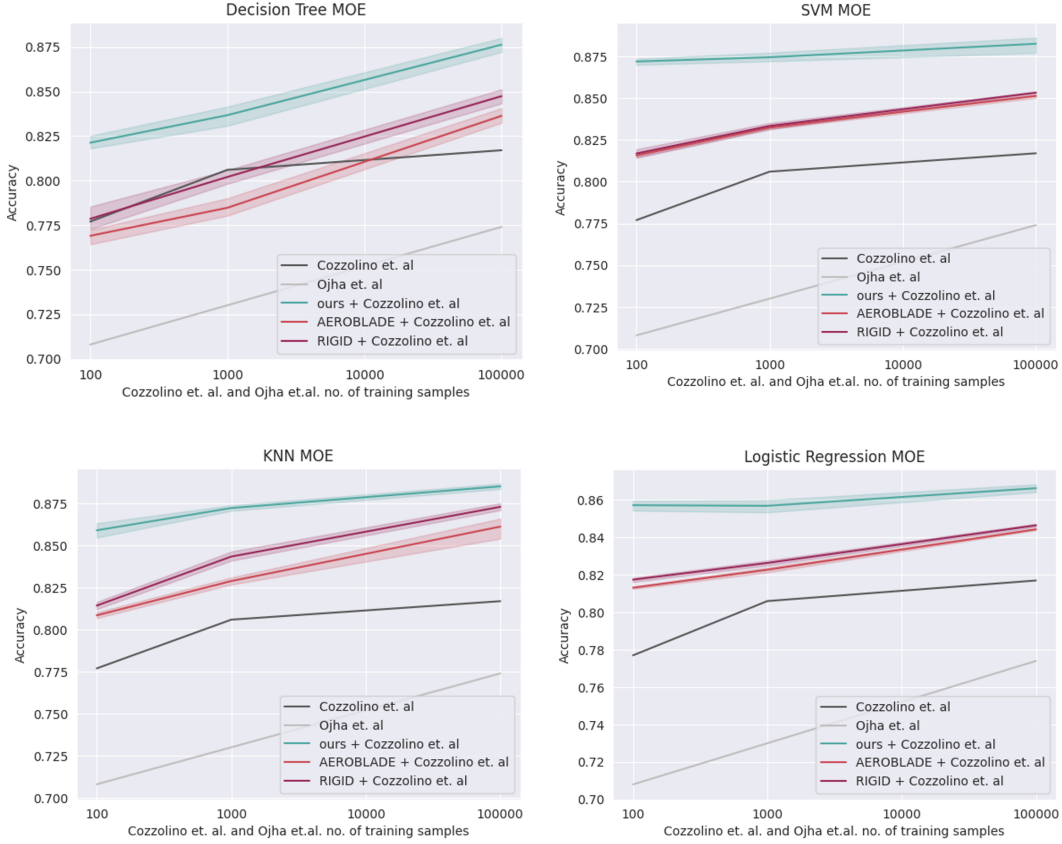 Decision Tree MOE
0.875
0.850
0.825
0.800
0.775
0.750
0.725
0.700
Accuracy
Cozzolino et. al
Ojha et. al
ours + Cozzolino et. al
AEROBLADE + Cozzolino et. al
RIGID + Cozzolino et. al
100 1000 10000 100000
Cozzolino et. al. and Ojha et.al. no. of training samples
SVM MOE
0.875
0.850
0.825
0.800
0.775
0.750
0.725
0.700
Accuracy
Cozzolino et. al
Ojha et. al
ours + Cozzolino et. al
AEROBLADE + Cozzolino et. al
RIGID + Cozzolino et. al
100 1000 10000 100000
Cozzolino et. al. and Ojha et.al. no. of training samples
KNN MOE
0.875
0.850
0.825
0.800
0.775
0.750
0.725
0.700
Accuracy
Cozzolino et. al
Ojha et. al
ours + Cozzolino et. al
AEROBLADE + Cozzolino et. al
RIGID + Cozzolino et. al
100 1000 10000 100000
Cozzolino et. al. and Ojha et.al. no. of training samples
Logistic Regression MOE
0.86
0.84
0.82
0.80
0.78
0.76
0.74
0.72
0.70
Accuracy
Cozzolino et. al
Ojha et. al
ours + Cozzolino et. al
AEROBLADE + Cozzolino et. al
RIGID + Cozzolino et. al
100 1000 10000 100000
Cozzolino et. al. and Ojha et.al. no. of training samples